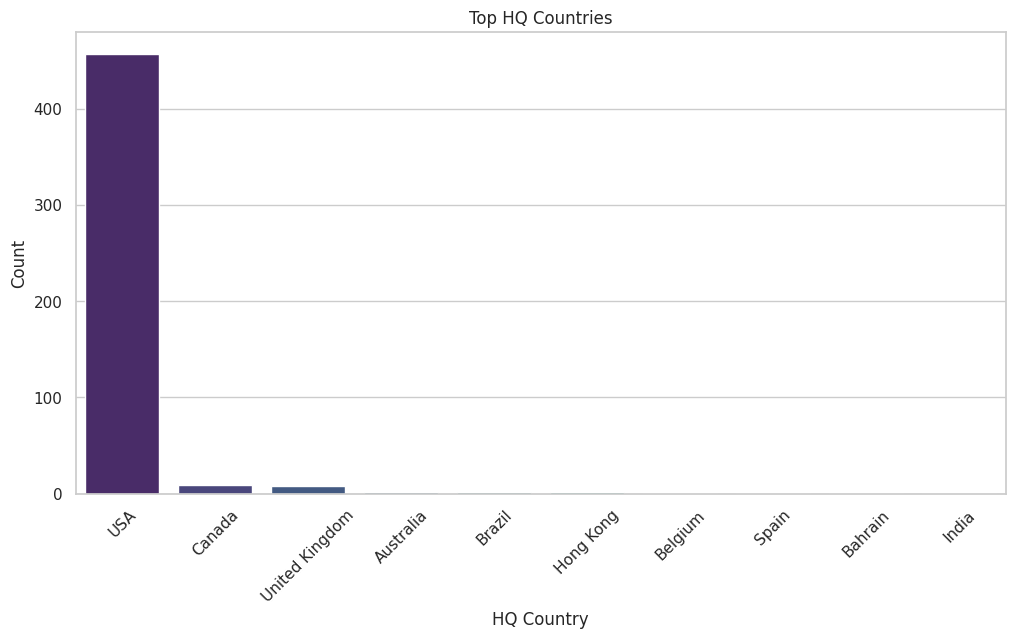 Top HQ Countries
Count
400
300
200
100
0
USA
Canada
United Kingdom
Australia
Brazil
Hong Kong
Belgium
Spain
Bahrain
India
HQ Country